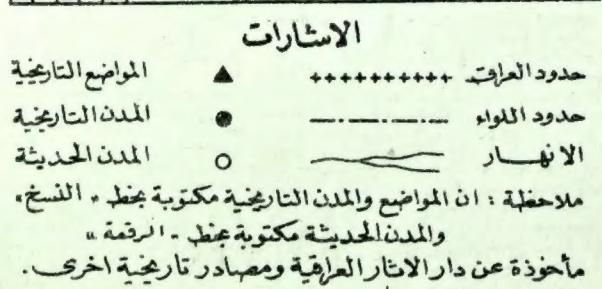 الاشارات
حدود العراق المواضع التاريخية
حدود اللواء المدن التاريخية
الانهار المدن الحديثة
ملاحظة : ان المواضع والمدن التاريخية مكتوبة بخط " النسخ "
والمدن الحديثة مكتوبة بخط - الرقعة "
مأخوذة عن دار الاثار العراقية ومصادر تاريخية اخرى .